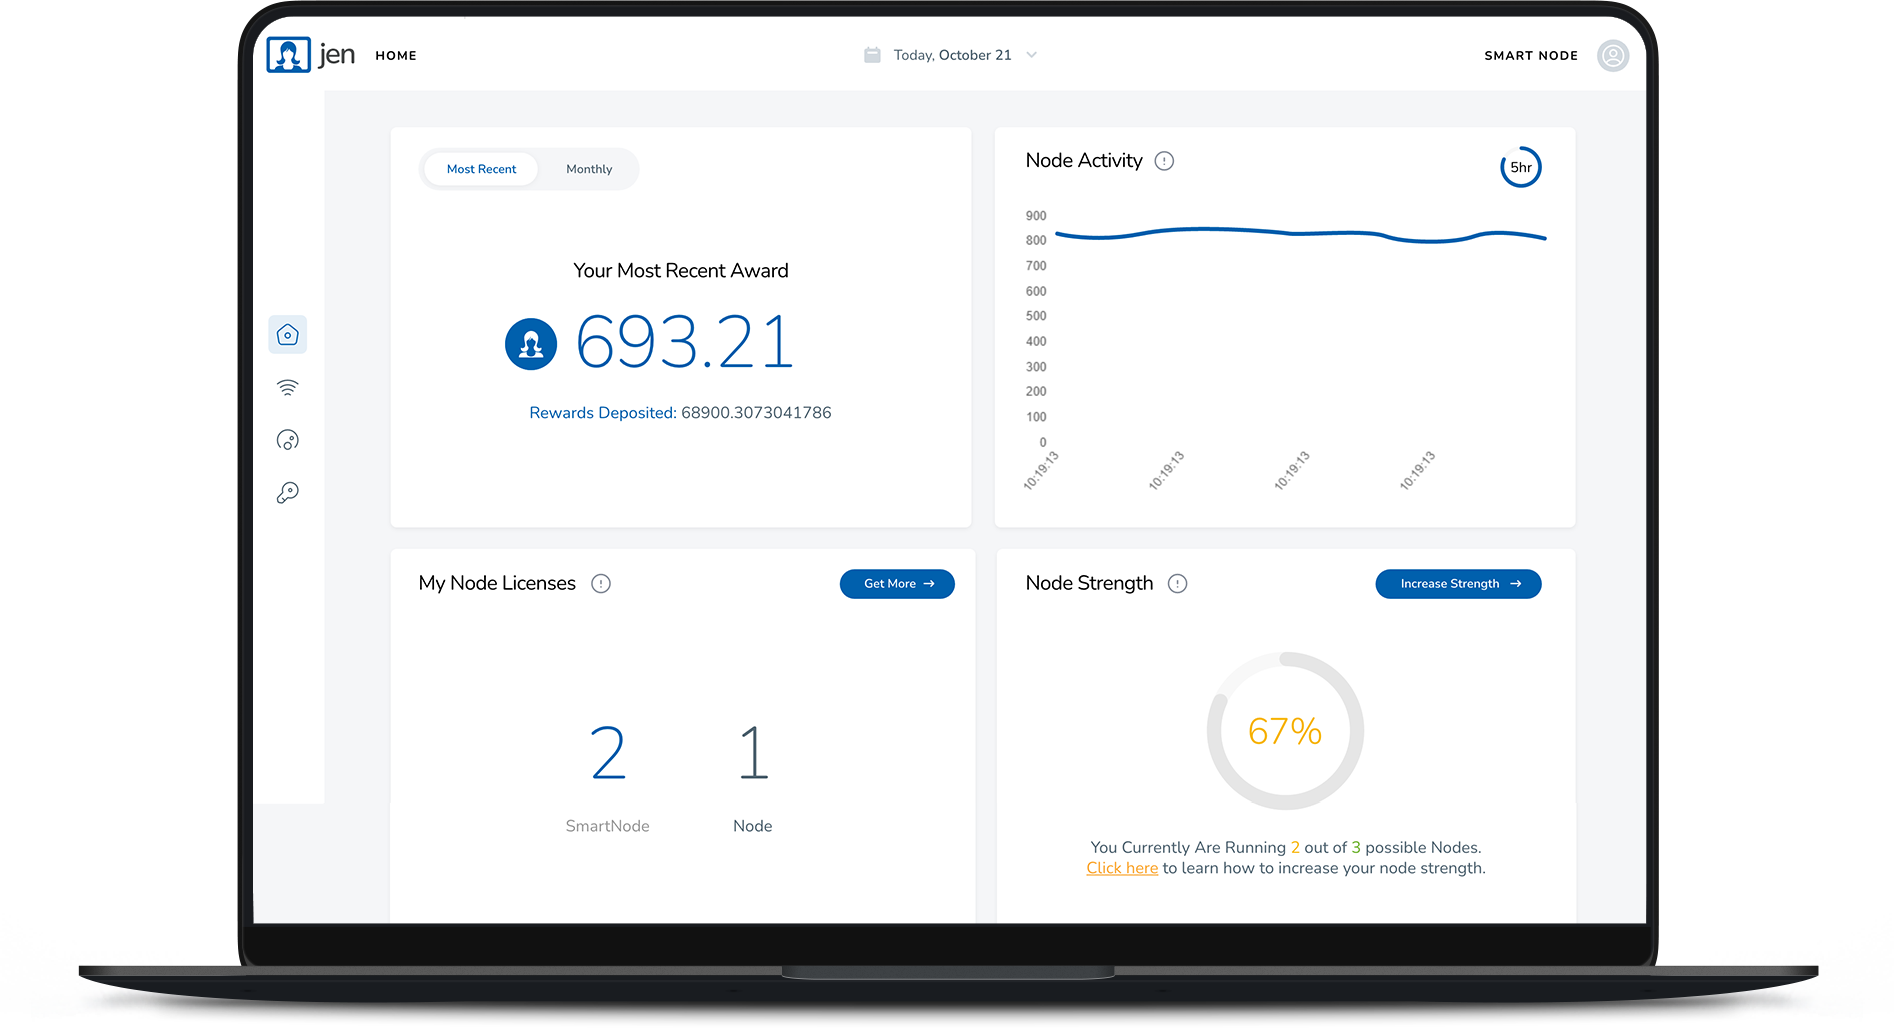 jen HOME
Today, October 21
SMART NODE
Most Recent
Monthly
Your Most Recent Award
693.21
Rewards Deposited: 68900.3073041786
Node Activity
5hr
900
800
700
600
500
400
300
200
100
0
10:19:13
10:19:13
10:19:13
10:19:13
My Node Licenses
Get More →
2
SmartNode
1
Node
Node Strength
Increase Strength →
67%
You Currently Are Running 2 out of 3 possible Nodes.
Click here to learn how to increase your node strength.